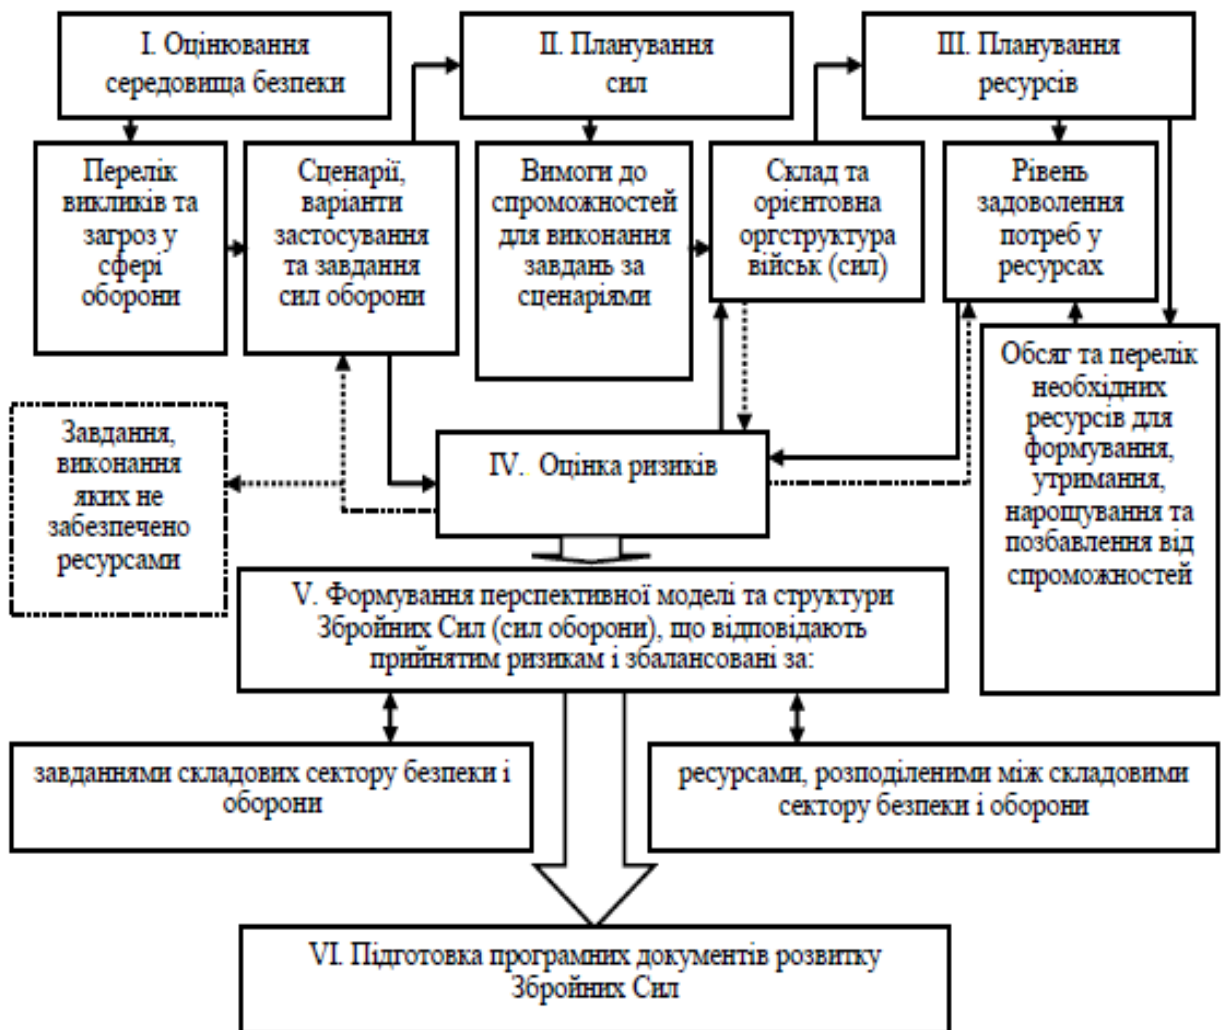 I. Оцінювання
середовища безпеки
II. Планування
сил
III. Планування
ресурсів
Перелік
викликів та
загроз у
сфері
оборони
Сценарії,
варіанти
застосування
та завдання
сил оборони
Вимоги до
спроможностей
для виконання
завдань за
сценаріями
Склад та
орієнтовна
оргструктура
військ (сил)
Рівень
задоволення
потреб у
ресурсах
Обсяг та перелік
необхідних
ресурсів для
формування,
утримання,
нарощування та
позбавлення від
спроможностей
Завдання,
виконання
яких не
забезпечено
ресурсами
IV. Оцінка ризиків
V. Формування перспективної моделі та структури
Збройних Сил (сил оборони), що відповідають
прийнятим ризикам і збалансовані за:
завданнями складових сектору безпеки і
оборони
ресурсами, розподіленими між складовими
сектору безпеки і оборони
VI. Підготовка програмних документів розвитку
Збройних Сил